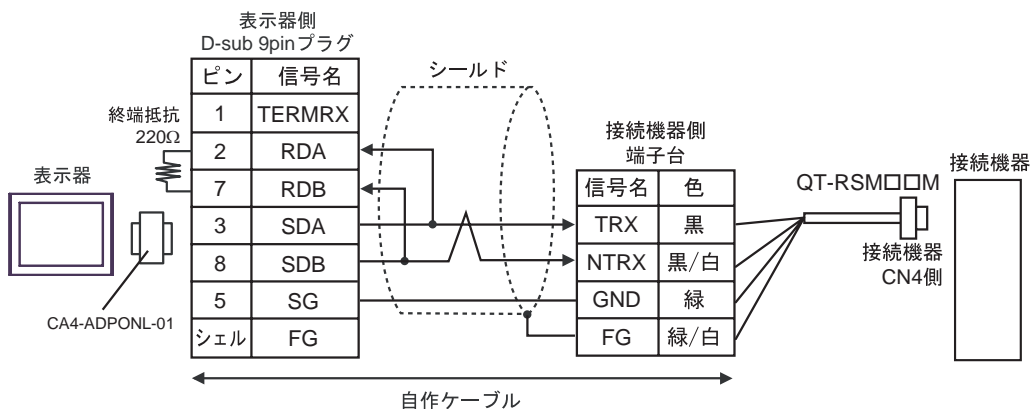 表示器側
D-sub 9pinプラグ
ピン 信号名
1 TERMRX
2 RDA
7 RDB
3 SDA
8 SDB
5 SG
シェル FG
終端抵抗
220Ω
表示器
CA4-ADPONL-01
シールド
接続機器側
端子台
信号名 色
TRX 黒
NTRX 黒/白
GND 緑
FG 緑/白
QT-RSM□□M
接続機器
CN4側
接続機器
自作ケーブル